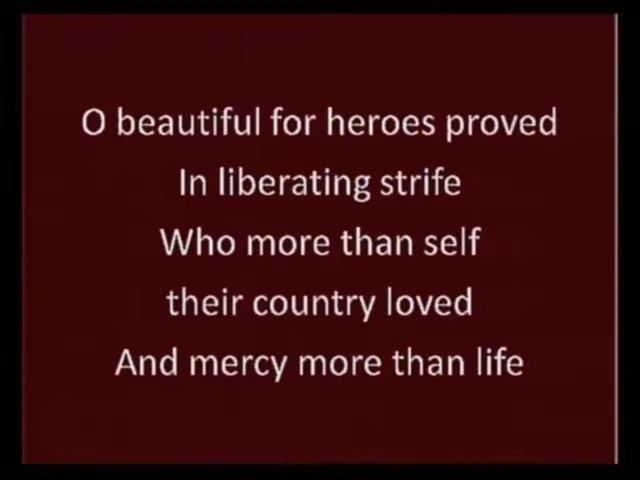 O beautiful for heroes proved
In liberating strife
Who more than self
their country loved
And mercy more than life